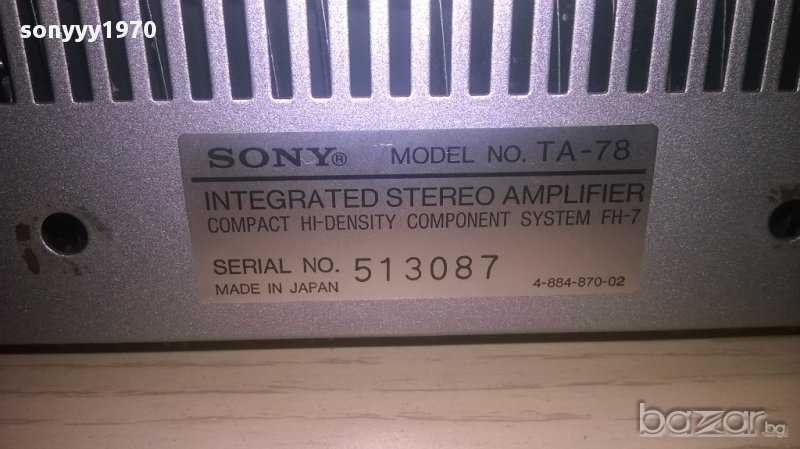 sonyyy1970
SONY® MODEL NO. TA-78
INTEGRATED STEREO AMPLIFIER
COMPACT HI-DENSITY COMPONENT SYSTEM FH-7
SERIAL NO. 513087
MADE IN JAPAN 4-884-870-02
bazar.bg